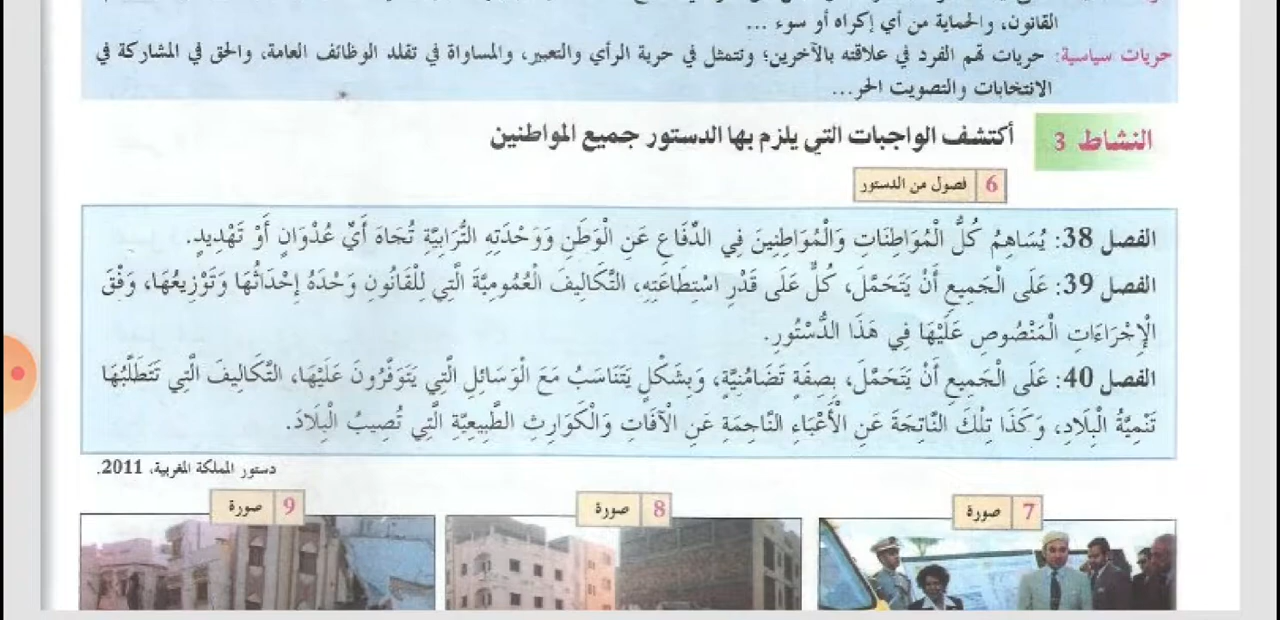 القانون، والحماية من أي إكراه أو سوء ...
حريات سياسية: حريات تهم الفرد في علاقته بالآخرين؛ وتتمثل في حرية الرأي والتعبير، والمساواة في تقلد الوظائف العامة، والحق في المشاركة في
الانتخابات والتصويت الحر...
النشاط 3 أكتشف الواجبات التي يلزم بها الدستور جميع المواطنين
6 فصول من الدستور
الفصل 38: يُسَاهِمُ كُلُّ الْمُوَاطِنَاتِ وَالْمُوَاطِنِينَ فِي الدِّفَاعِ عَنِ الْوَطَنِ وَوَحْدَتِهِ التُّرَابِيَّةِ تُجَاهَ أَيِّ عُدْوَانٍ أَوْ تَهْدِيدٍ.
الفصل 39: عَلَى الْجَمِيعِ أَنْ يَتَحَمَّلَ، كُلٌّ عَلَى قَدْرِ اسْتِطَاعَتِهِ، التَّكَالِيفَ الْعُمُومِيَّةَ الَّتِي لِلْقَانُونِ وَحْدَهُ إِحْدَاثُهَا وَتَوْزِيعُهَا، وَفْقَ
الْإِجْرَاءَاتِ الْمَنْصُوصِ عَلَيْهَا فِي هَذَا الدُّسْتُورِ.
الفصل 40: عَلَى الْجَمِيعِ أَنْ يَتَحَمَّلَ، بِصِفَةٍ تَضَامُنِيَّةٍ، وَبِشَكْلٍ يَتَنَاسَبُ مَعَ الْوَسَائِلِ الَّتِي يَتَوَفَّرُونَ عَلَيْهَا، التَّكَالِيفَ الَّتِي تَتَطَلَّبُهَا
تَنْمِيَّةُ الْبِلَادِ، وَكَذَا تِلْكَ النَّاتِجَةَ عَنِ الْأَعْبَاءِ النَّاجِمَةِ عَنِ الْآفَاتِ وَالْكَوَارِثِ الطَّبِيعِيَّةِ الَّتِي تُصِيبُ الْبِلَادَ.
دستور المملكة المغربية، 2011.
7 صورة
8 صورة
9 صورة